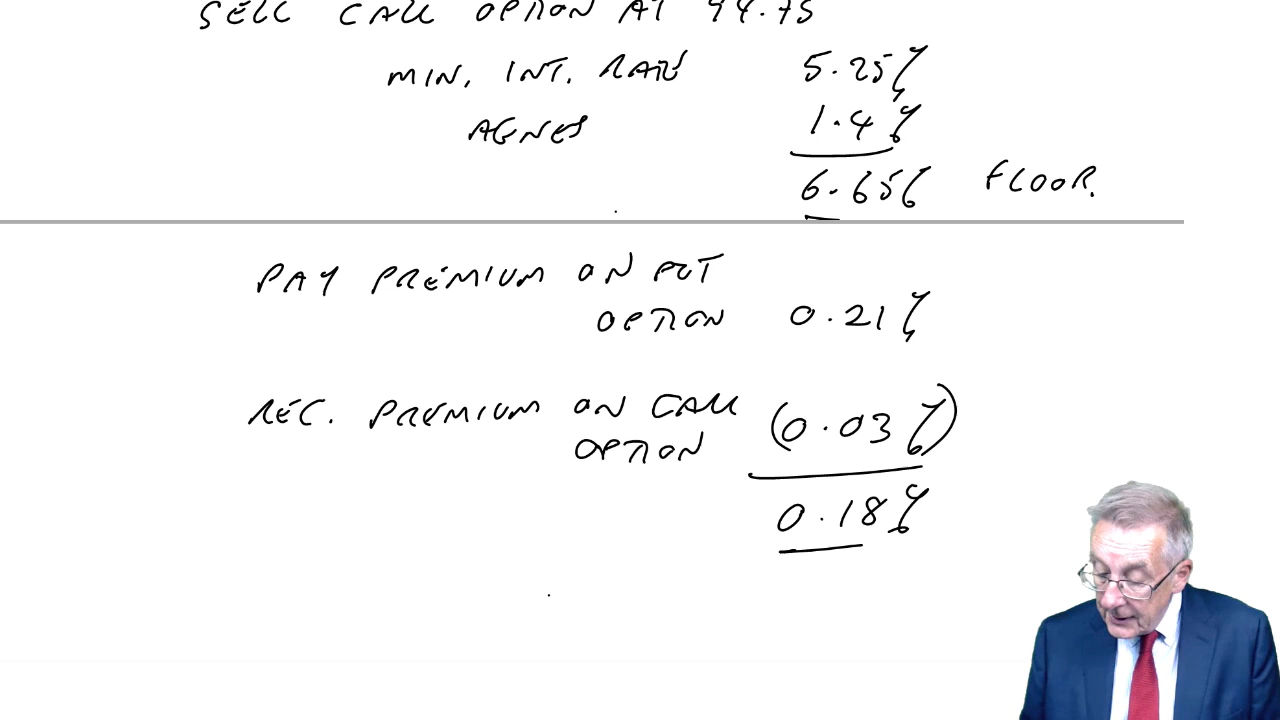 SELL CALL OPTION AT 94.75
MIN. INT. RATE 5.25%
AGNES 1.4%
6.65% FLOOR.
PAY PREMIUM ON PUT
OPTION 0.21%
REC. PREMIUM ON CALL
OPTION (0.03%)
0.18%